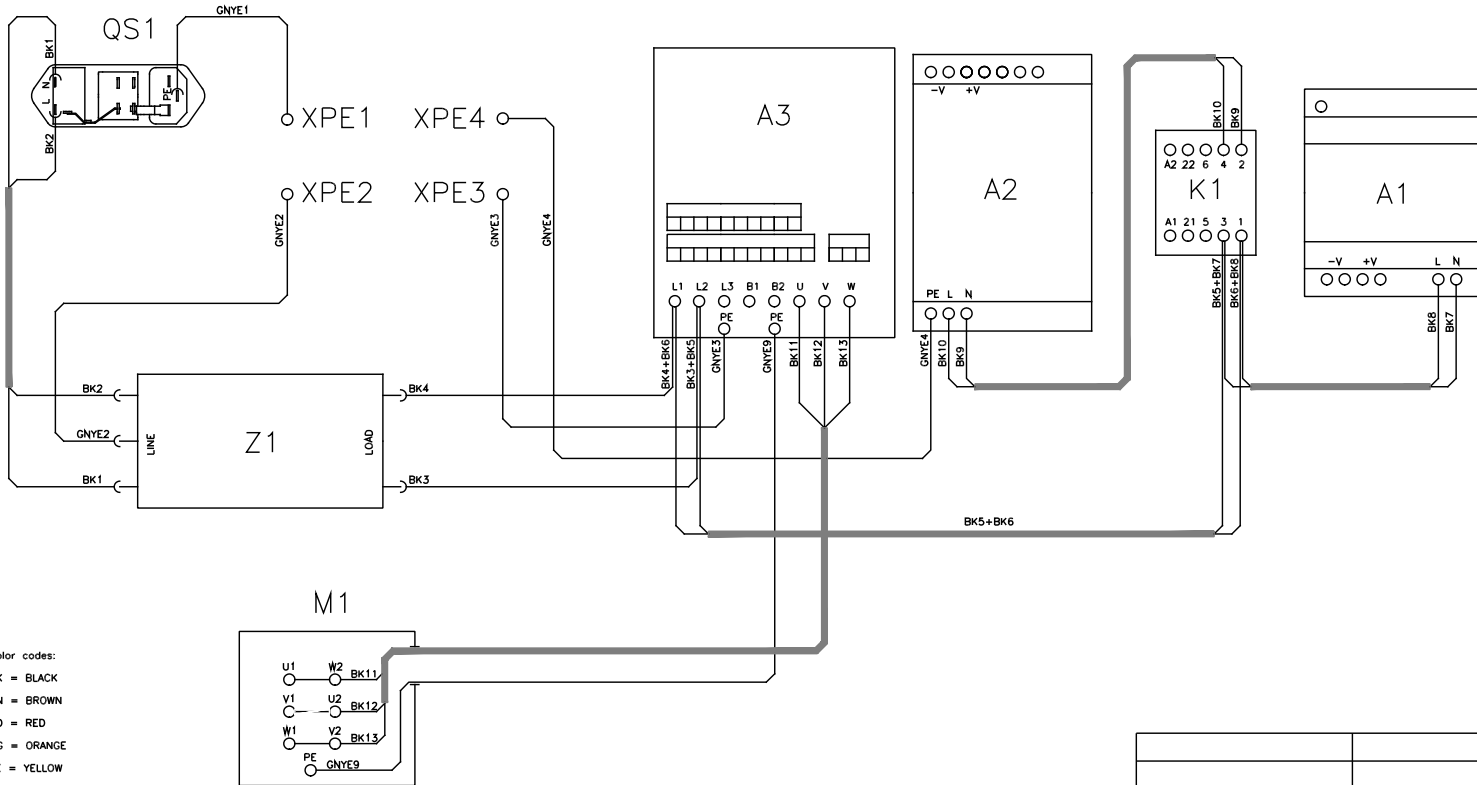 GNYE1
QS1
BK1
N
L
PE
BK2
XPE1
XPE4
XPE2
XPE3
GNYE2
GNYE3
GNYE4
A3
L1 L2 L3 B1 B2 U V W
PE PE
BK4+BK6
BK3+BK5
GNYE3
GNYE9
BK11
BK12
BK13
-V +V
A2
PE L N
GNYE4
BK10
BK9
BK10
BK9
A2 22 6 4 2
K1
A1 21 5 3 1
BK5+BK7
BK6+BK8
A1
-V +V L N
BK8
BK7
BK2
GNYE2
BK1
LINE
Z1
LOAD
BK4
BK3
BK5+BK6
M1
U1 W2 BK11
V1 U2 BK12
W1 V2 BK13
PE GNYE9
olor codes:
K = BLACK
N = BROWN
D = RED
G = ORANGE
E = YELLOW